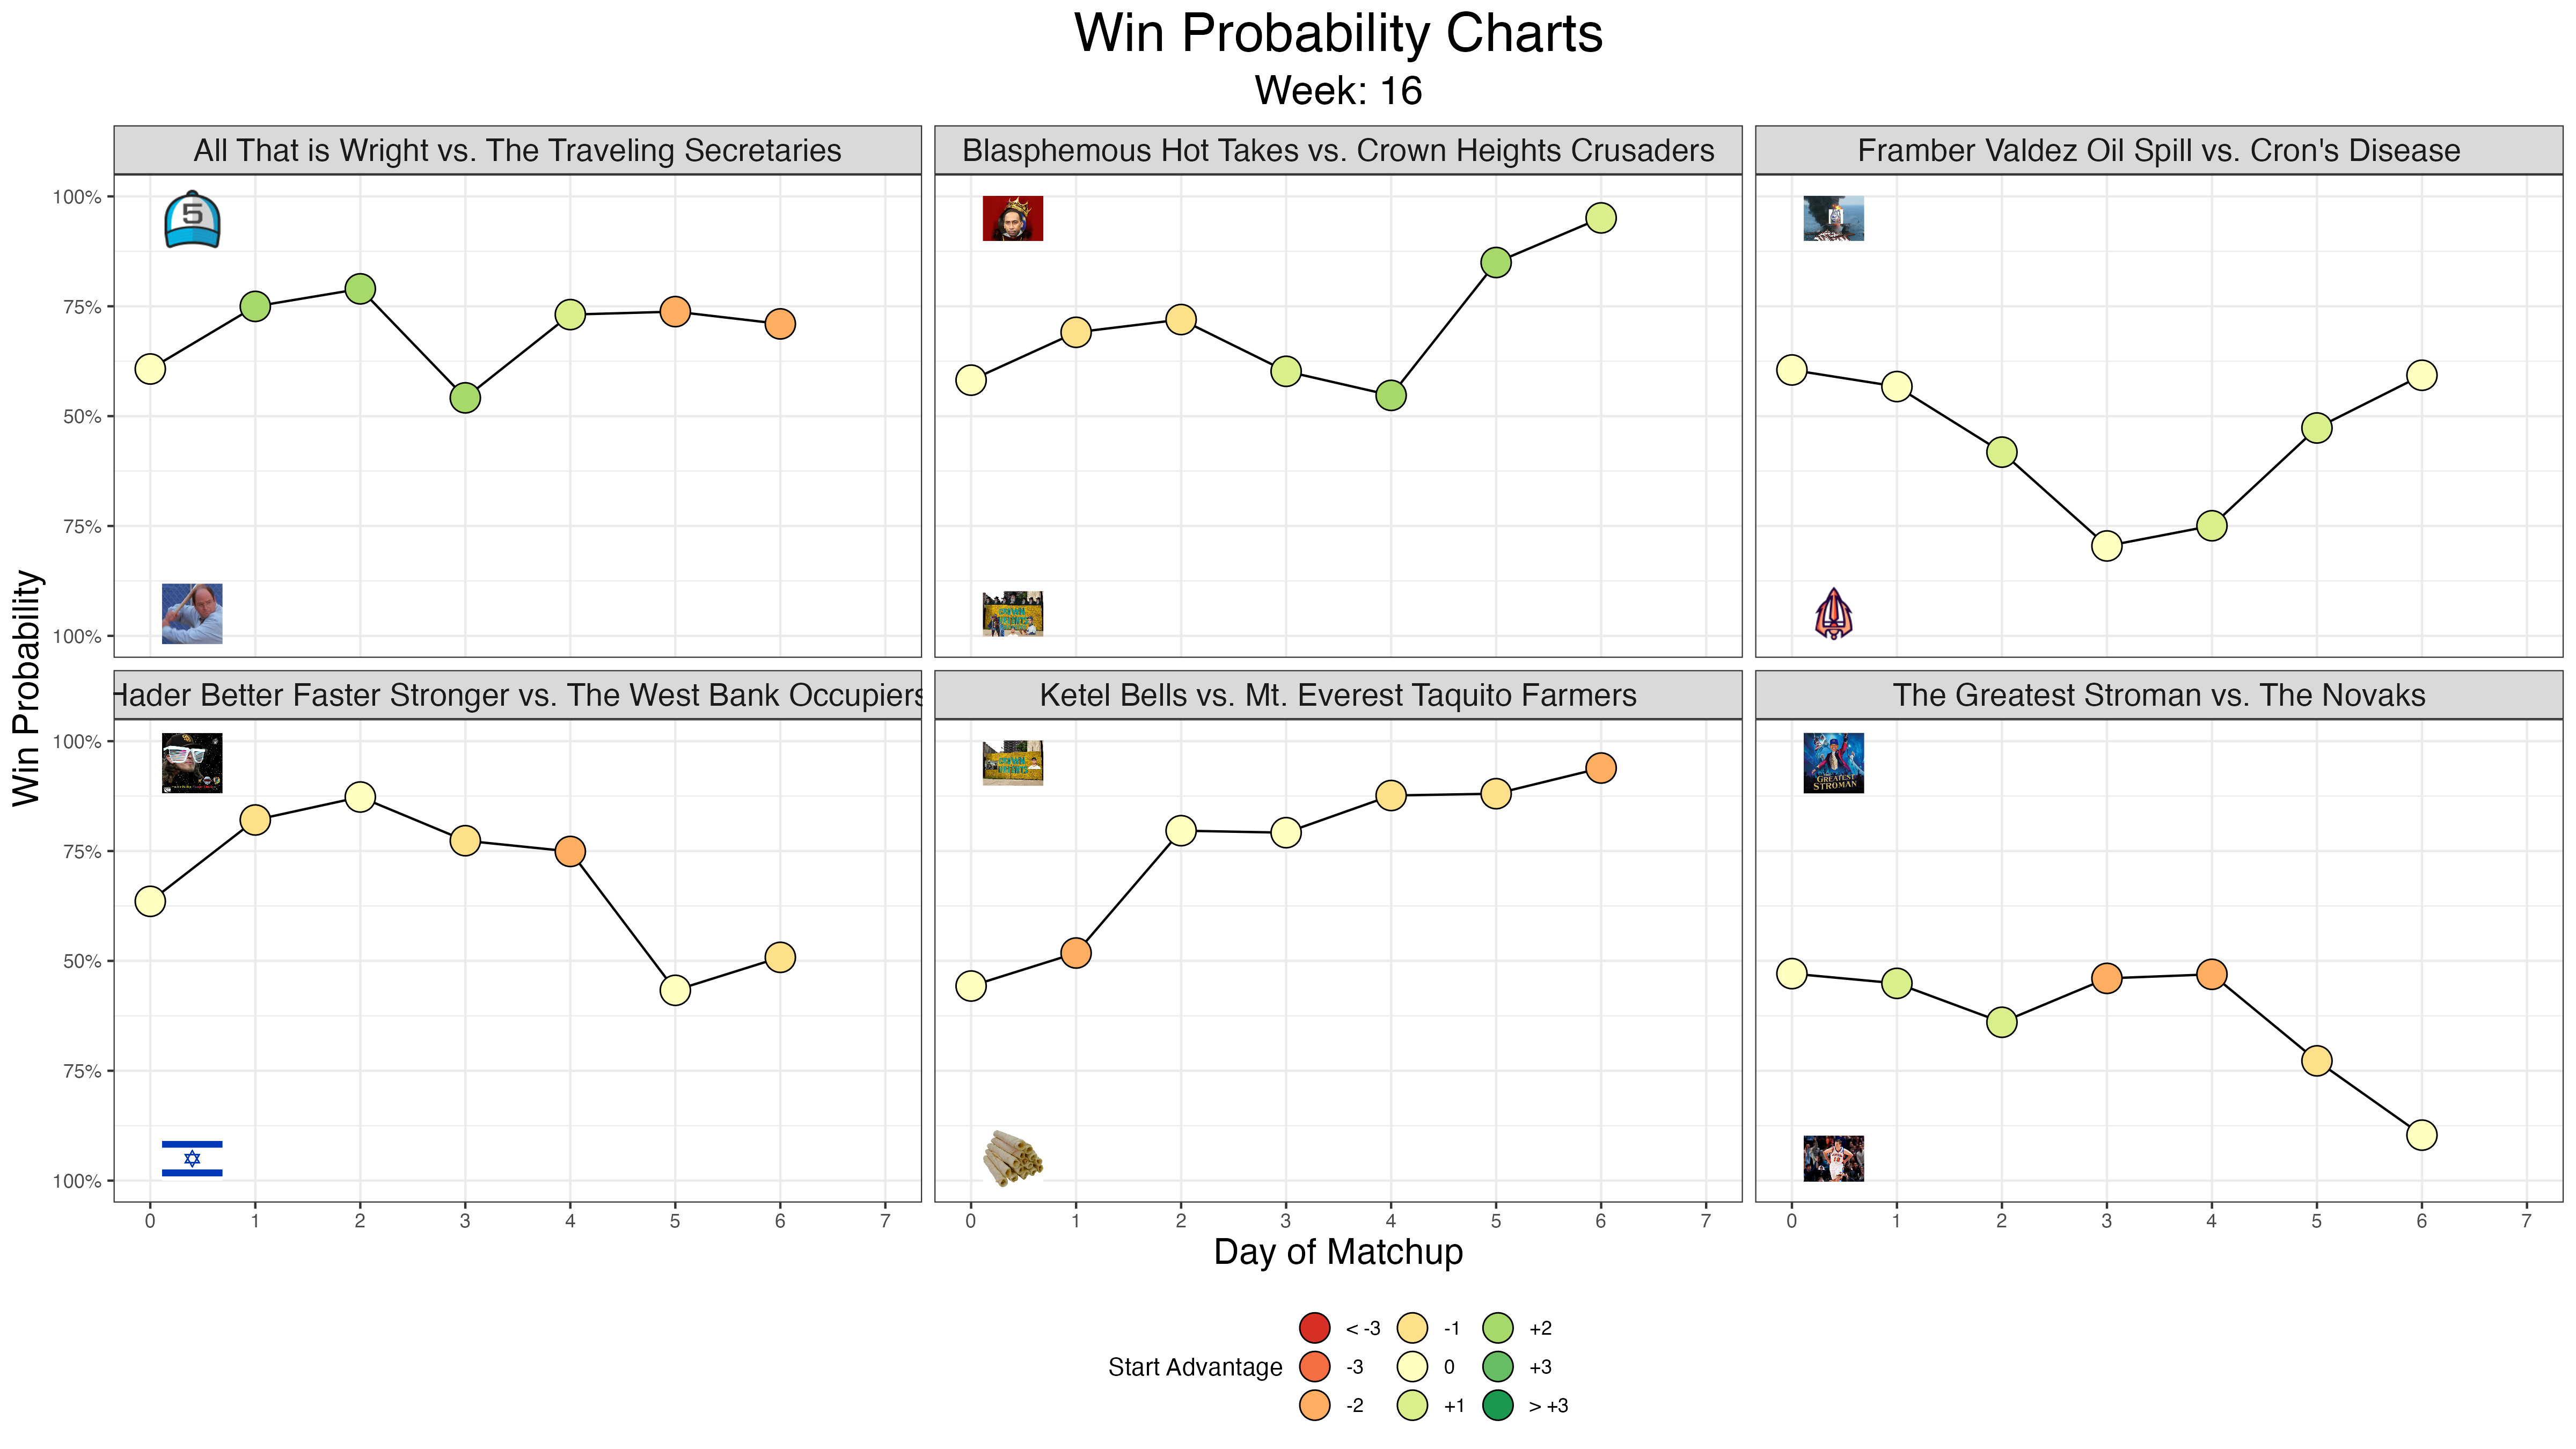 Win Probability Charts
Week: 16
All That is Wright vs. The Traveling Secretaries
Blasphemous Hot Takes vs. Crown Heights Crusaders
Framber Valdez Oil Spill vs. Cron's Disease
5
100%
75%
50%
75%
100%
Win Probability
Hader Better Faster Stronger vs. The West Bank Occupiers
Ketel Bells vs. Mt. Everest Taquito Farmers
The Greatest Stroman vs. The Novaks
GREATEST
STROMAN
100%
75%
50%
75%
100%
0 1 2 3 4 5 6 7
0 1 2 3 4 5 6 7
0 1 2 3 4 5 6 7
Day of Matchup
Start Advantage
< -3 -1 +2
-3 0 +3
-2 +1 > +3